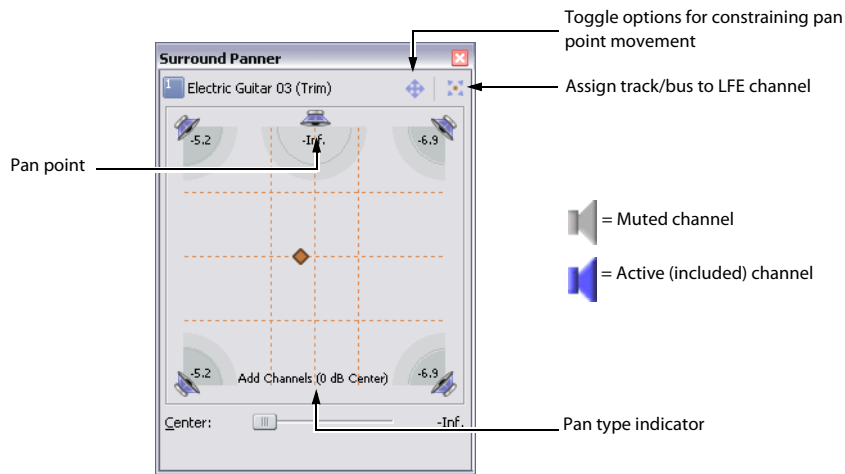 Toggle options for constraining pan
point movement
Surround Panner
1
Electric Guitar 03 (Trim)
Assign track/bus to LFE channel
-5.2
-Inf.
-6.9
Pan point
= Muted channel
= Active (included) channel
-5.2
Add Channels (0 dB Center)
-6.9
Center:
-Inf.
Pan type indicator